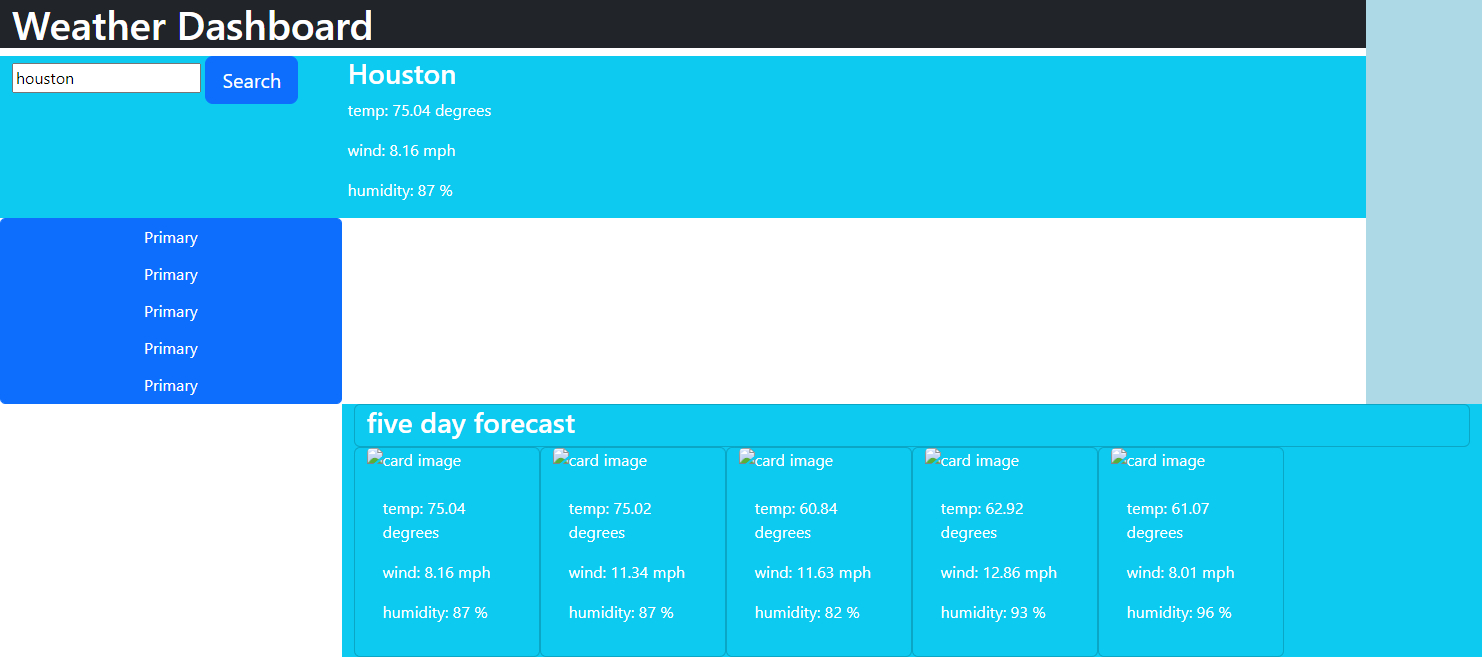 Weather Dashboard
houston
Search
Houston
temp: 75.04 degrees
wind: 8.16 mph
humidity: 87 %
Primary
Primary
Primary
Primary
Primary
five day forecast
card image
temp: 75.04
degrees
wind: 8.16 mph
humidity: 87 %
card image
temp: 75.02
degrees
wind: 11.34 mph
humidity: 87 %
card image
temp: 60.84
degrees
wind: 11.63 mph
humidity: 82 %
card image
temp: 62.92
degrees
wind: 12.86 mph
humidity: 93 %
card image
temp: 61.07
degrees
wind: 8.01 mph
humidity: 96 %